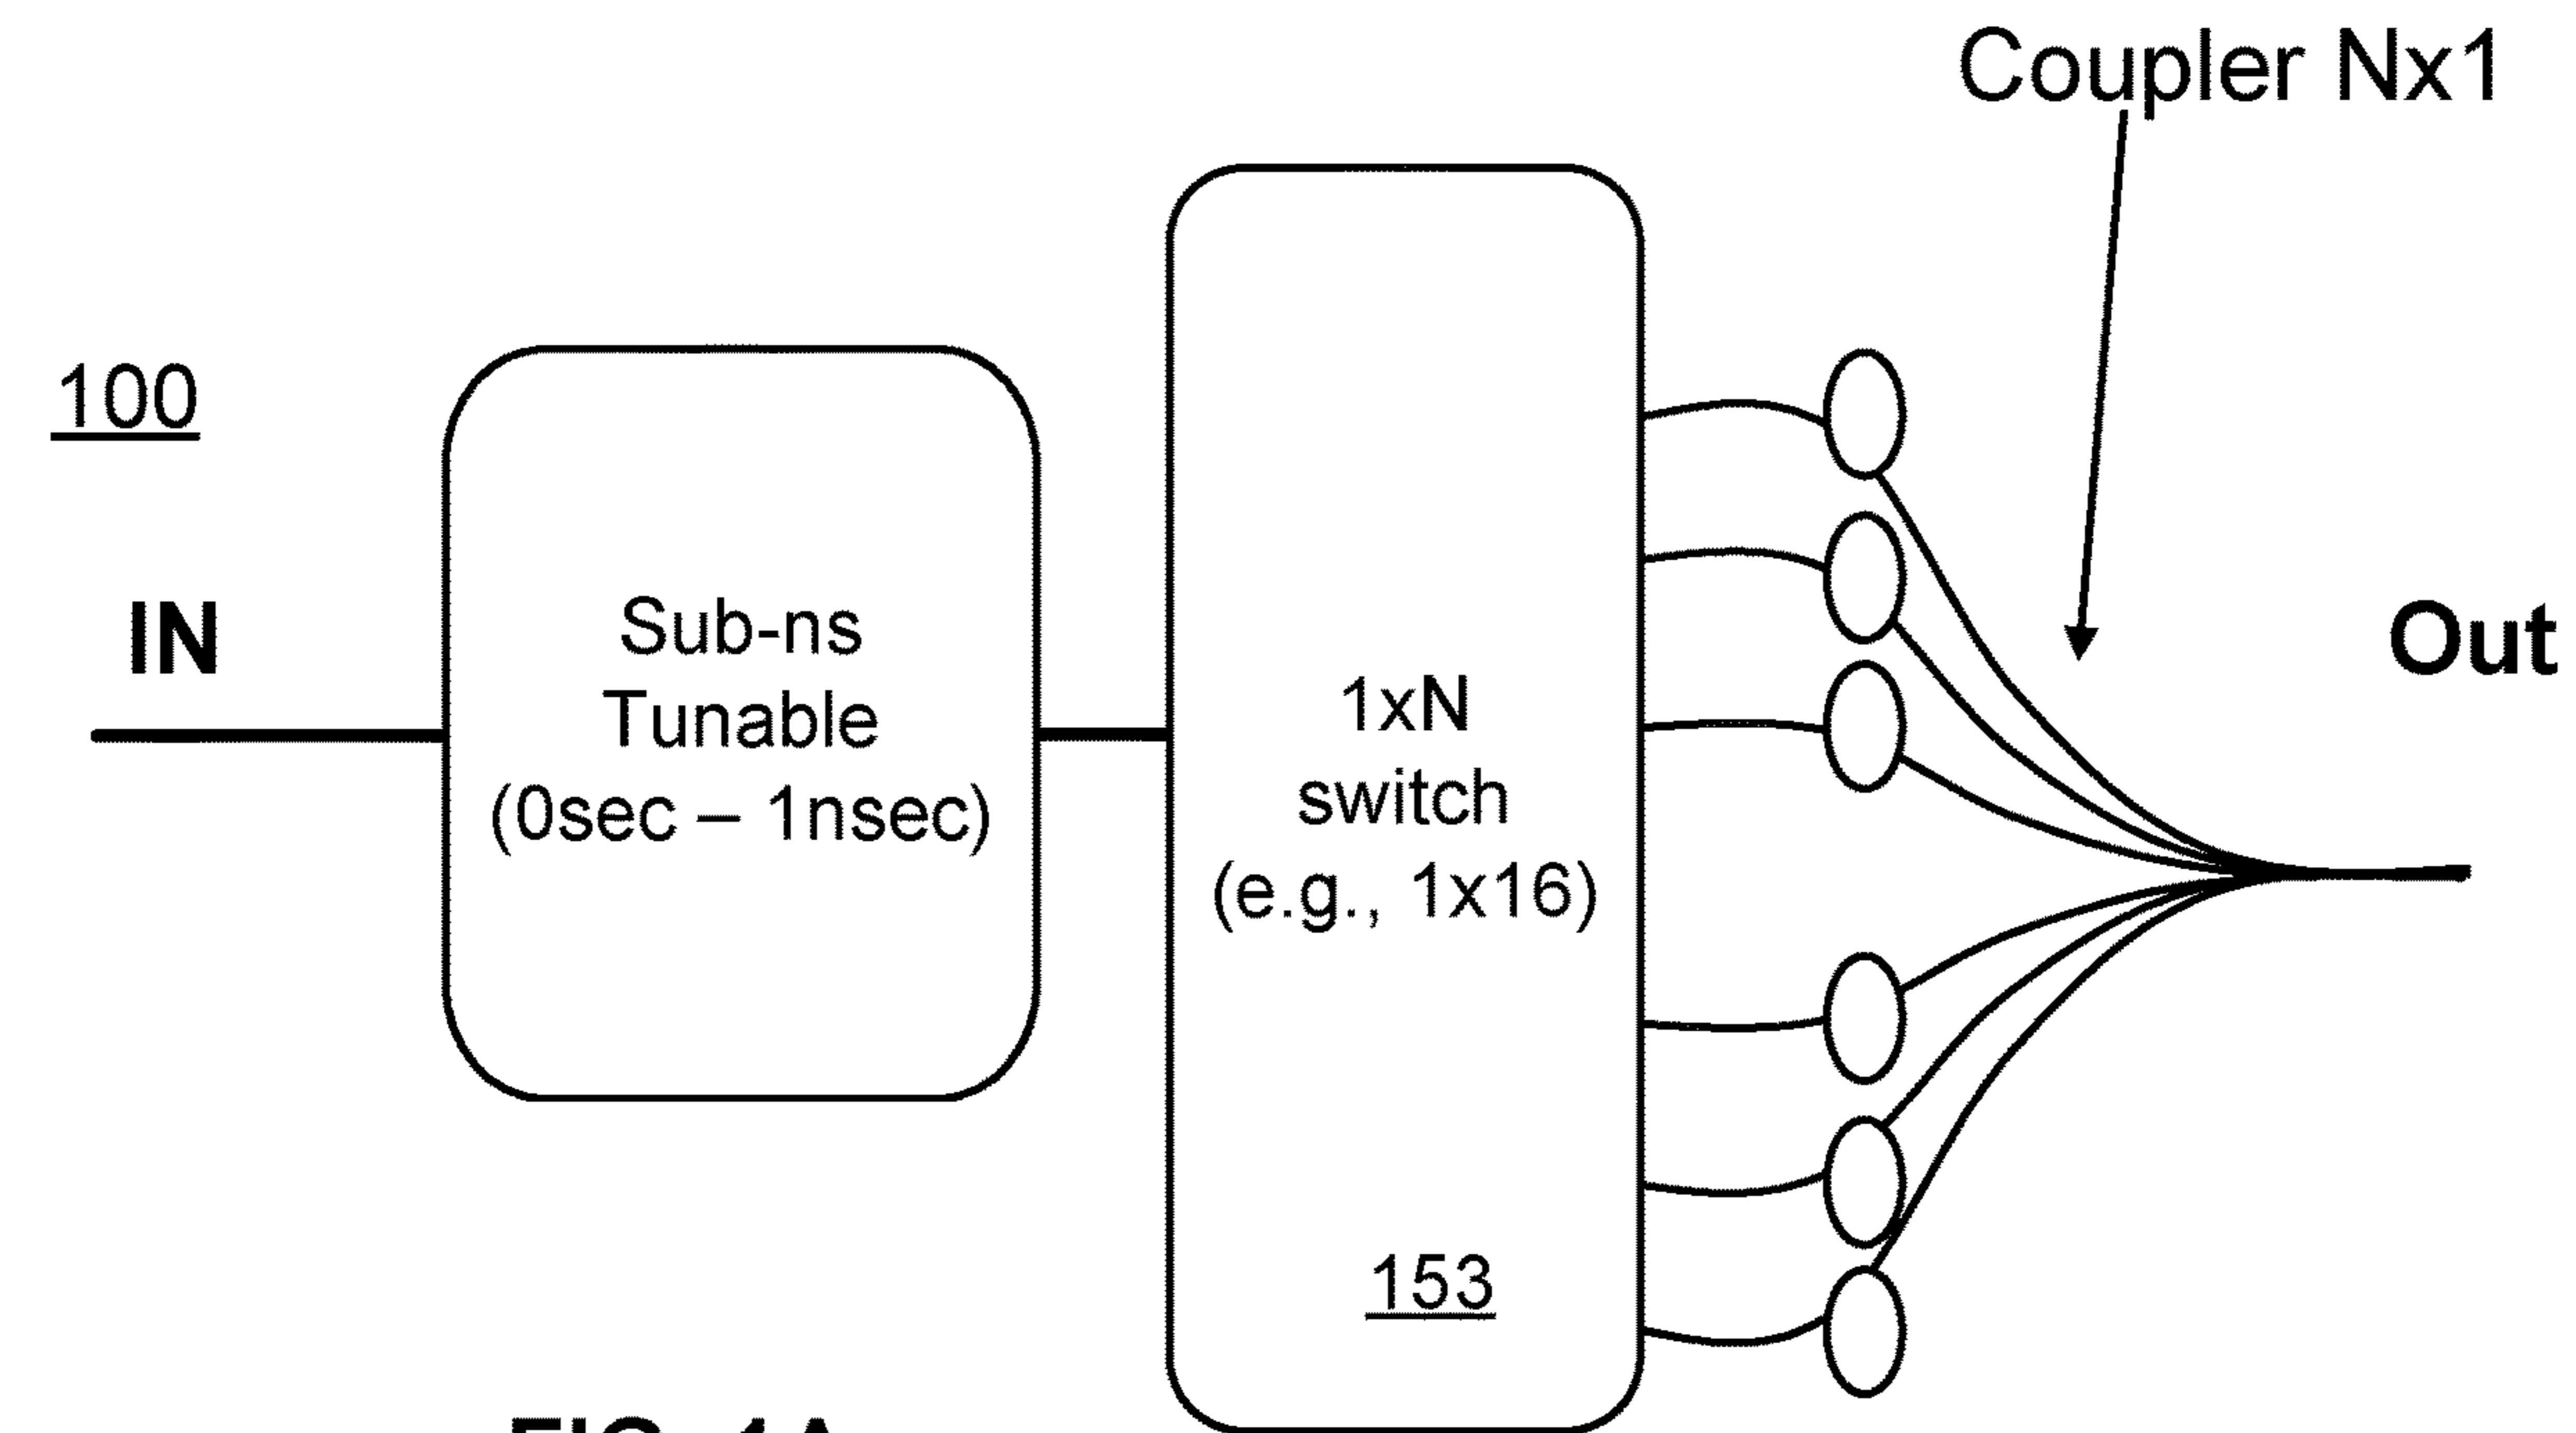 Coupler Nx1
100
IN
Sub-ns
Tunable
(0sec – 1nsec)
1xN
switch
(e.g., 1x16)
153
Out